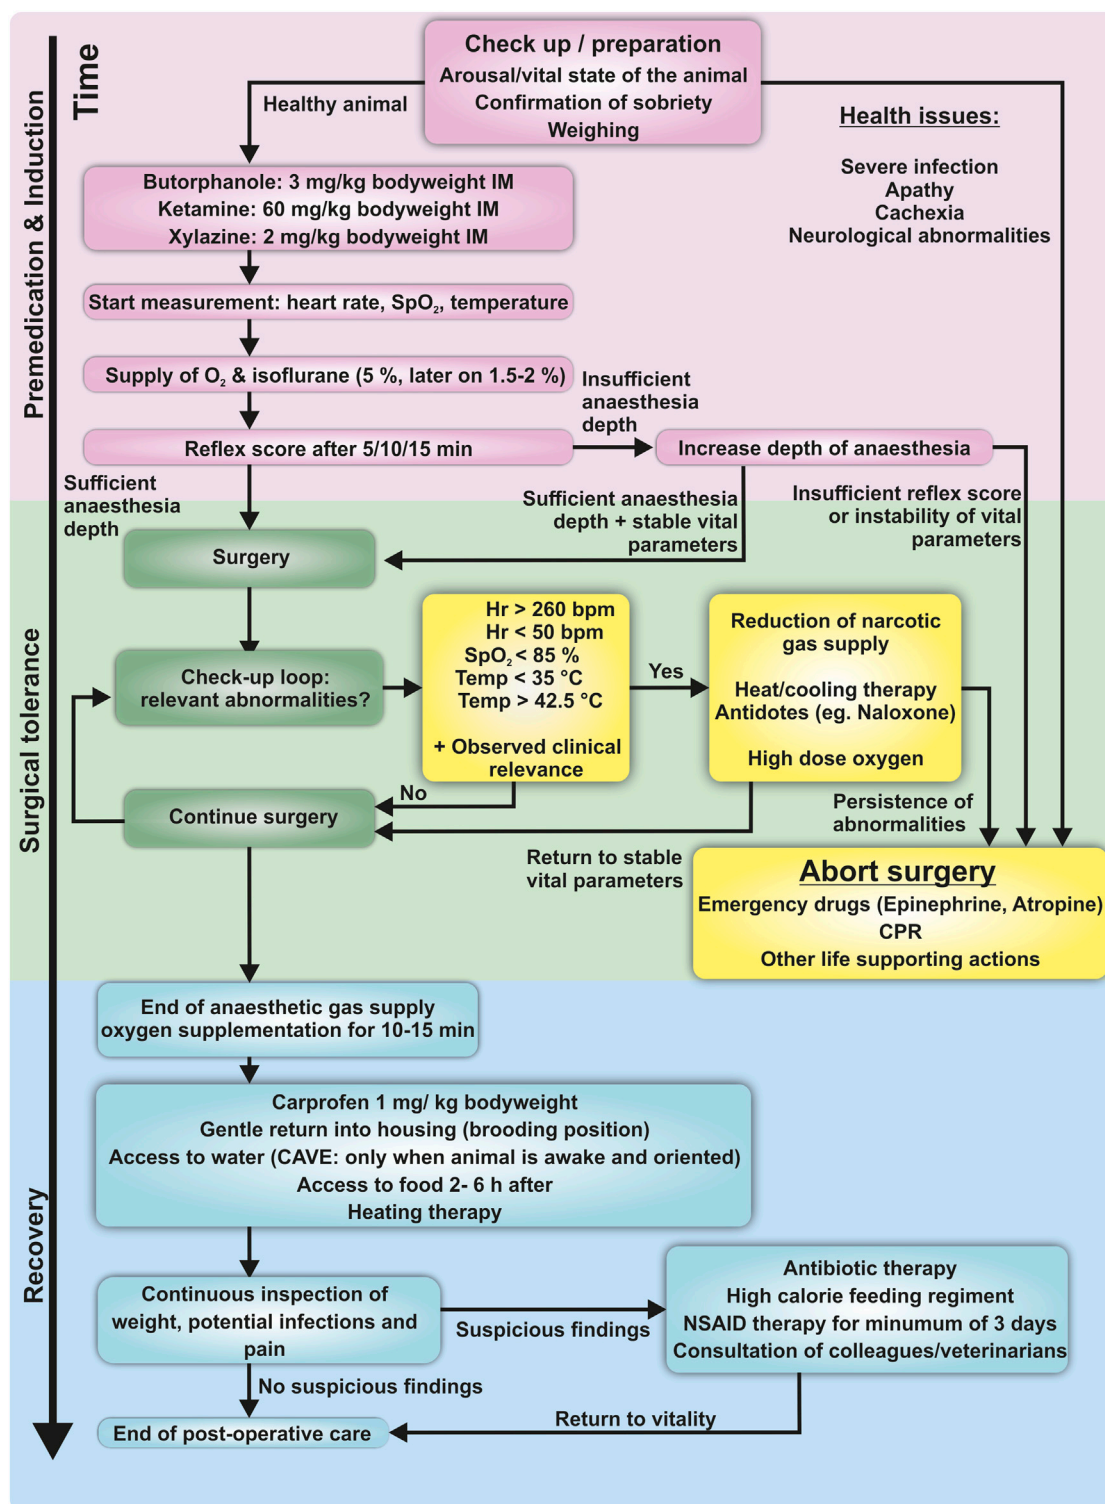 Time
Premedication & Induction
Check up / preparation
Arousal/vital state of the animal
Confirmation of sobriety
Weighing
Healthy animal
Health issues:
Severe infection
Apathy
Cachexia
Neurological abnormalities
Butorphanole: 3 mg/kg bodyweight IM
Ketamine: 60 mg/kg bodyweight IM
Xylazine: 2 mg/kg bodyweight IM
Start measurement: heart rate, SpO₂, temperature
Supply of O₂ & isoflurane (5 %, later on 1.5-2 %)
Insufficient
anaesthesia
depth
Reflex score after 5/10/15 min
Increase depth of anaesthesia
Sufficient
anaesthesia
depth
Sufficient anaesthesia
depth + stable vital
parameters
Insufficient reflex score
or instability of vital
parameters
Surgical tolerance
Surgery
Check-up loop:
relevant abnormalities?
Hr > 260 bpm
Hr < 50 bpm
SpO₂ < 85 %
Temp < 35 °C
Temp > 42.5 °C
+ Observed clinical
relevance
Yes
Reduction of narcotic
gas supply
Heat/cooling therapy
Antidotes (eg. Naloxone)
High dose oxygen
No
Continue surgery
Return to stable
vital parameters
Persistence of
abnormalities
Abort surgery
Emergency drugs (Epinephrine, Atropine)
CPR
Other life supporting actions
Recovery
End of anaesthetic gas supply
oxygen supplementation for 10-15 min
Carprofen 1 mg/ kg bodyweight
Gentle return into housing (brooding position)
Access to water (CAVE: only when animal is awake and oriented)
Access to food 2- 6 h after
Heating therapy
Continuous inspection of
weight, potential infections and
pain
Suspicious findings
Antibiotic therapy
High calorie feeding regiment
NSAID therapy for minumum of 3 days
Consultation of colleagues/veterinarians
No suspicious findings
Return to vitality
End of post-operative care